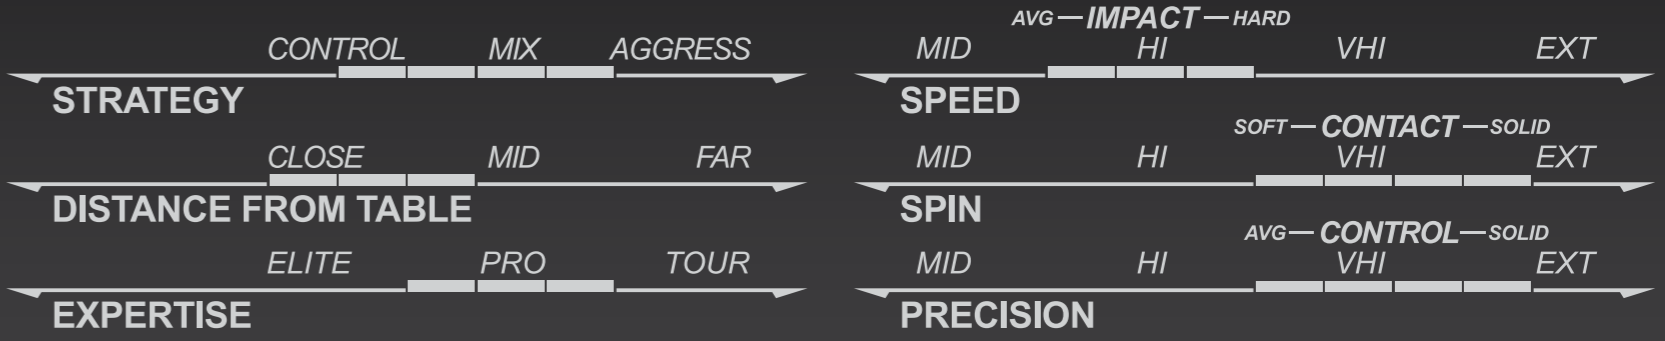 CONTROL MIX AGGRESS
STRATEGY
CLOSE MID FAR
DISTANCE FROM TABLE
ELITE PRO TOUR
EXPERTISE
AVG — IMPACT — HARD
MID HI VHI EXT
SPEED
SOFT — CONTACT — SOLID
MID HI VHI EXT
SPIN
AVG — CONTROL — SOLID
MID HI VHI EXT
PRECISION